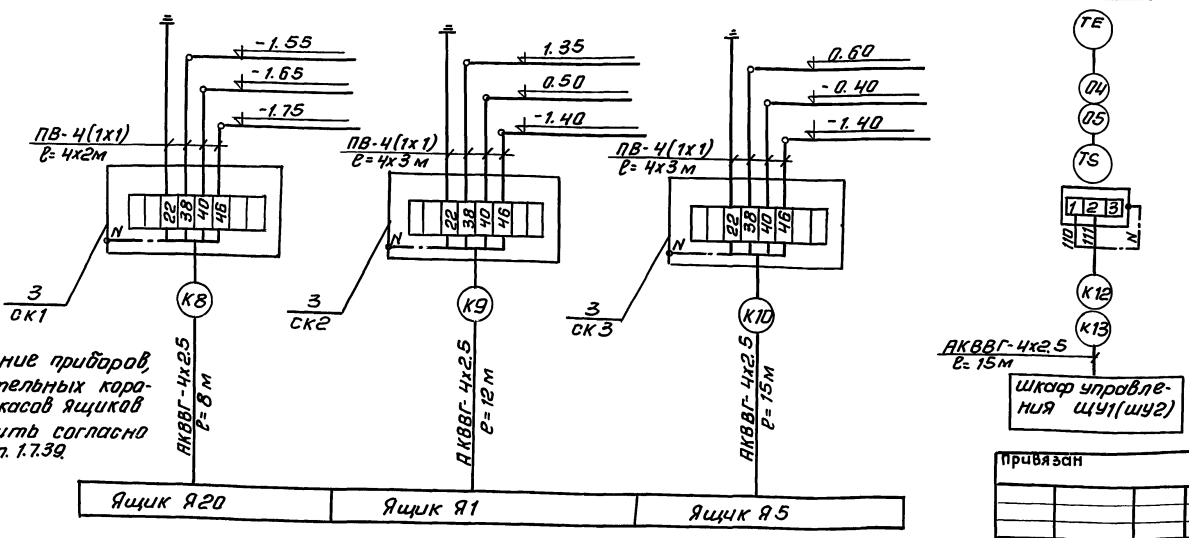 -1.55
-1.65
-1.75
ПВ-4(1х1)
ℓ=4х2м
22 38 40 46
N
3
СК1
К8
АКВВГ-4х2.5
ℓ=8м
1.35
0.50
-1.40
ПВ-4(1х1)
ℓ=4х3м
22 38 40 46
N
3
СК2
К9
АКВВГ-4х2.5
ℓ=12м
0.60
-0.40
-1.40
ПВ-4(1х1)
ℓ=4х3м
22 38 40 46
N
3
СК3
К10
АКВВГ-4х2.5
ℓ=15м
TE
04
05
TS
1 2 3
110 111 N
К12
К13
АКВВГ-4х2.5
ℓ=15м
шкаф управле-
ния ЩУ1(шу2)
ние приборов,
тельных коро-
касов ящиков
ить согласно
п. 1.7.39.
Ящик Я20
Ящик Я1
Ящик Я5
Привязан